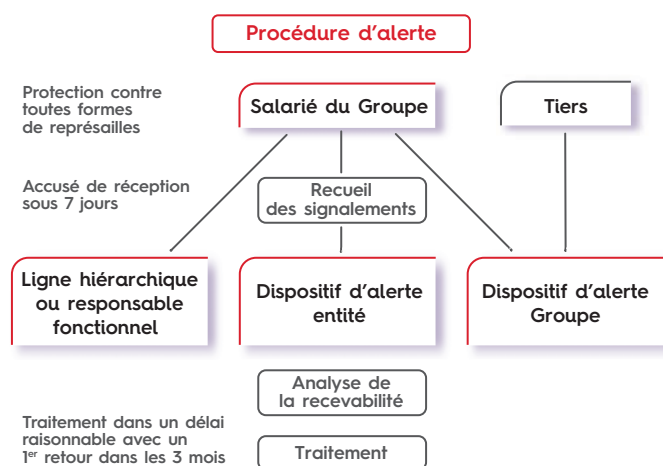 Procédure d'alerte
Protection contre
toutes formes
de représailles
Salarié du Groupe
Tiers
Accusé de réception
sous 7 jours
Recueil
des signalements
Ligne hiérarchique
ou responsable
fonctionnel
Dispositif d'alerte
entité
Dispositif d'alerte
Groupe
Analyse de
la recevabilité
Traitement dans un délai
raisonnable avec un
1er retour dans les 3 mois
Traitement